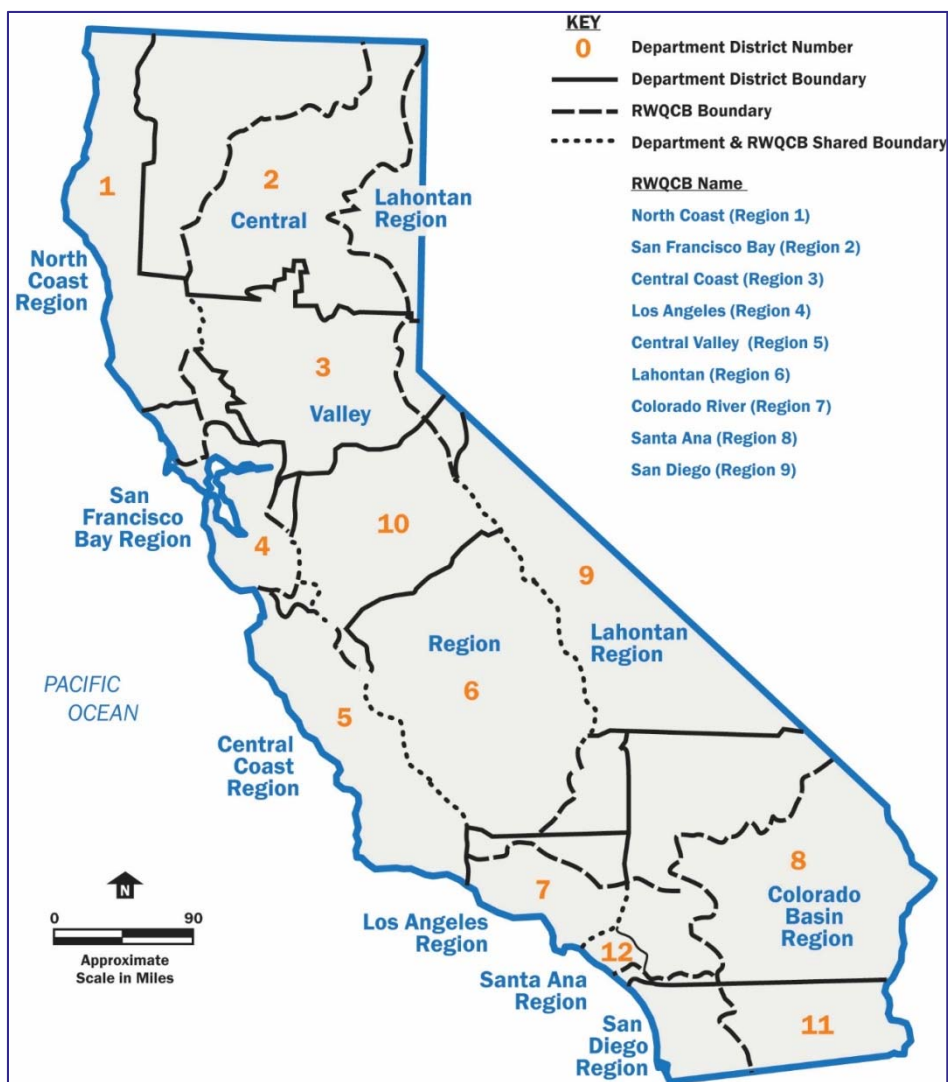 KEY
0 Department District Number
Department District Boundary
RWQCB Boundary
Department & RWQCB Shared Boundary
RWQCB Name
North Coast (Region 1)
San Francisco Bay (Region 2)
Central Coast (Region 3)
Los Angeles (Region 4)
Central Valley (Region 5)
Lahontan (Region 6)
Colorado River (Region 7)
Santa Ana (Region 8)
San Diego (Region 9)
1
2
Central
Lahontan
Region
North
Coast
Region
3
Valley
San
Francisco
Bay Region
4
10
9
Lahontan
Region
Region
6
PACIFIC
OCEAN
5
Central
Coast
Region
8
Colorado
Basin
Region
7
Los Angeles
Region
12
Santa Ana
Region
11
San
Diego
Region
N
0 90
Approximate
Scale in Miles